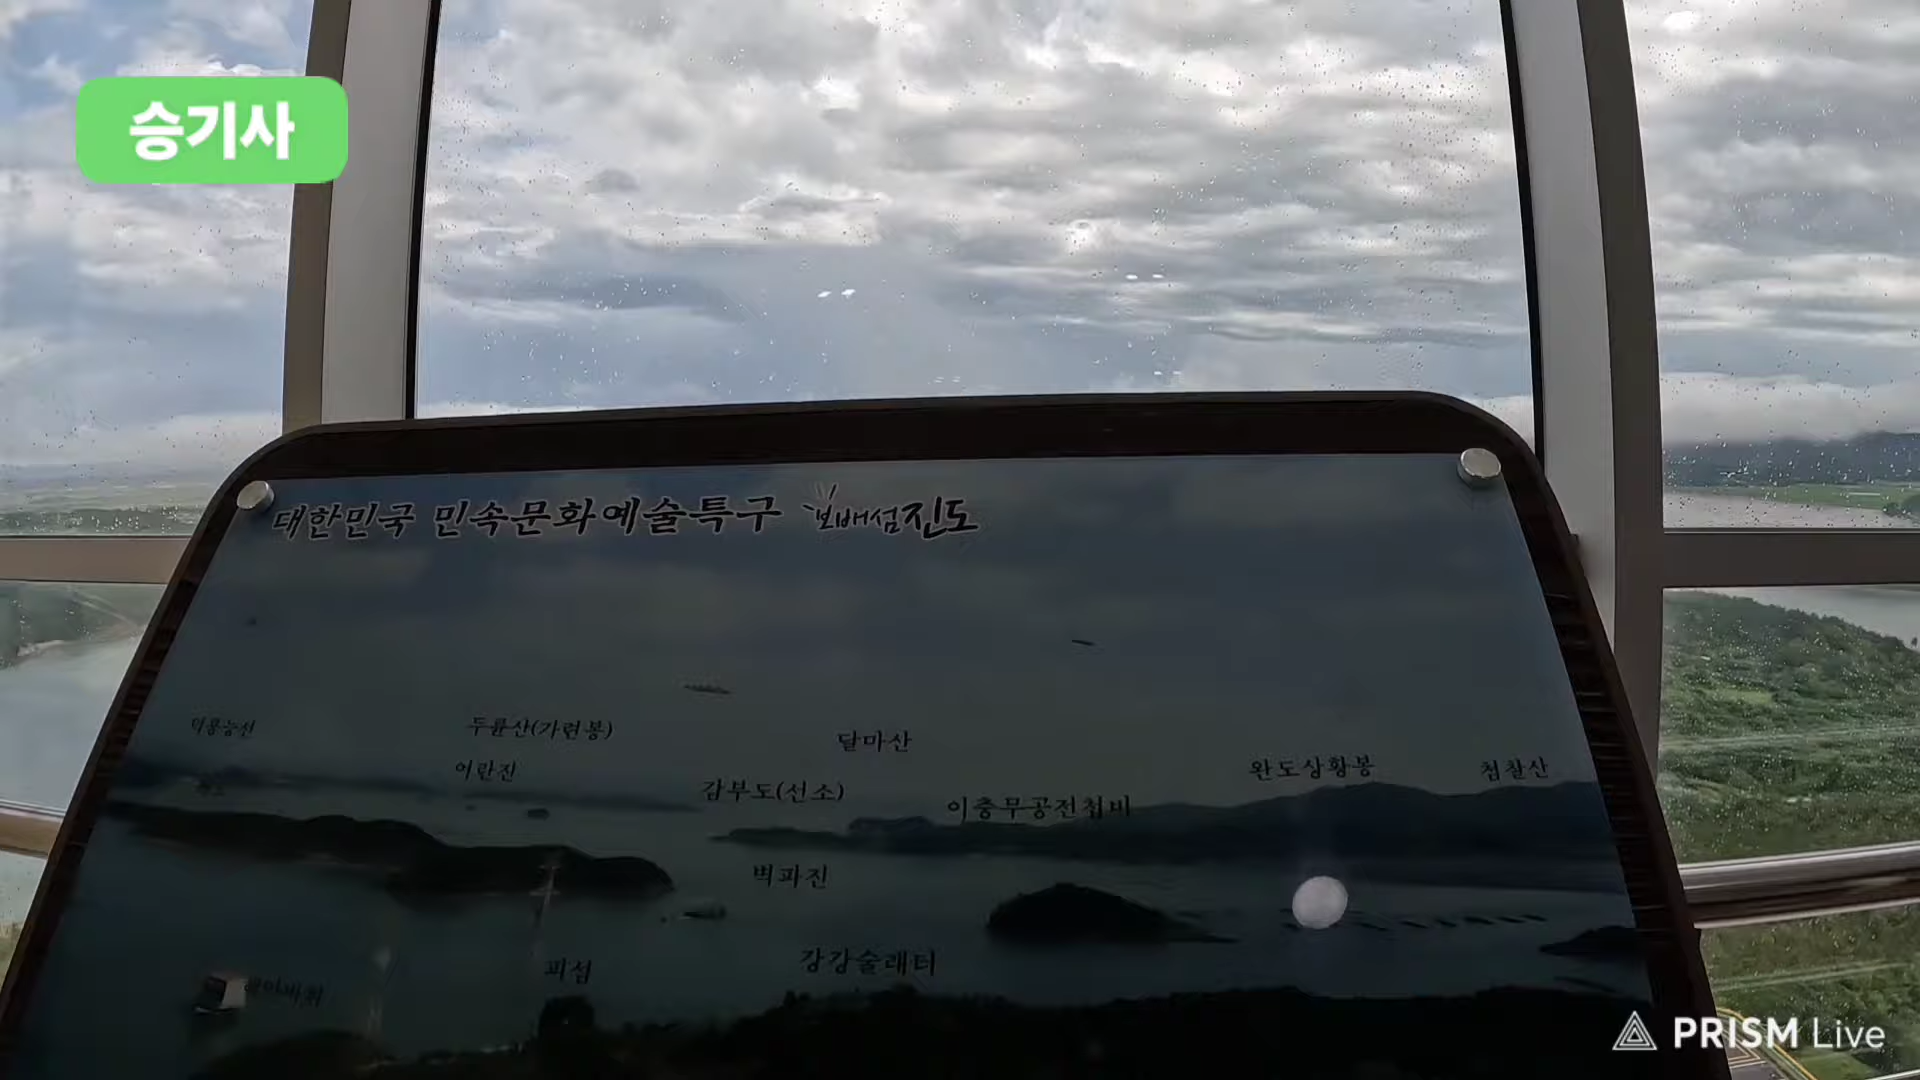 승기사
대한민국 민속문화예술특구 보배섬진도
두륜산(가련봉)
달마산
어란진
완도상황봉
첨찰산
감부도(선소)
이충무공전첩비
벽파진
피섬
강강술래터
PRISM Live